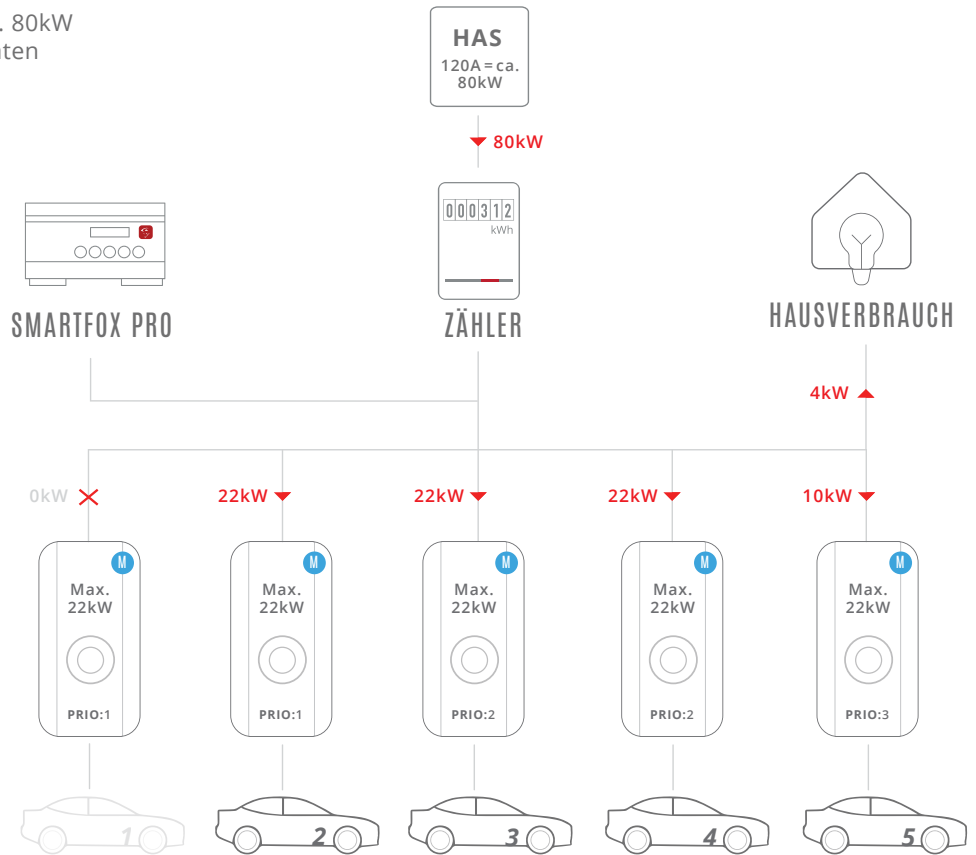 . 80kW
HAS
120A = ca.
80kW
80kW
000312
kWh
SMARTFOX PRO
ZÄHLER
HAUSVERBRAUCH
4kW
0kW
22kW
22kW
22kW
10kW
M
M
M
M
M
Max.
22kW
Max.
22kW
Max.
22kW
Max.
22kW
Max.
22kW
PRIO:1
PRIO:1
PRIO:2
PRIO:2
PRIO:3
1
2
3
4
5